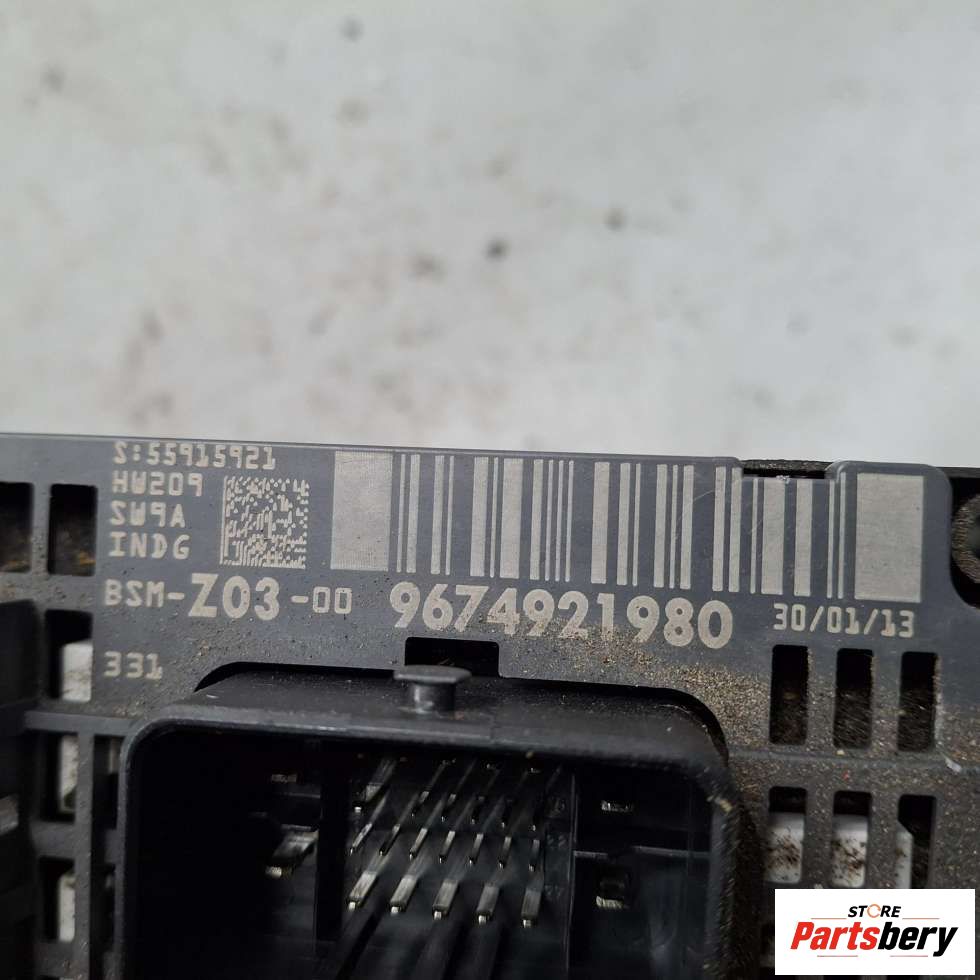 S:55915921
HW209
SW9A
INDG
BSM-Z03-00 9674921980 30/01/13
331
STORE
Partsbery